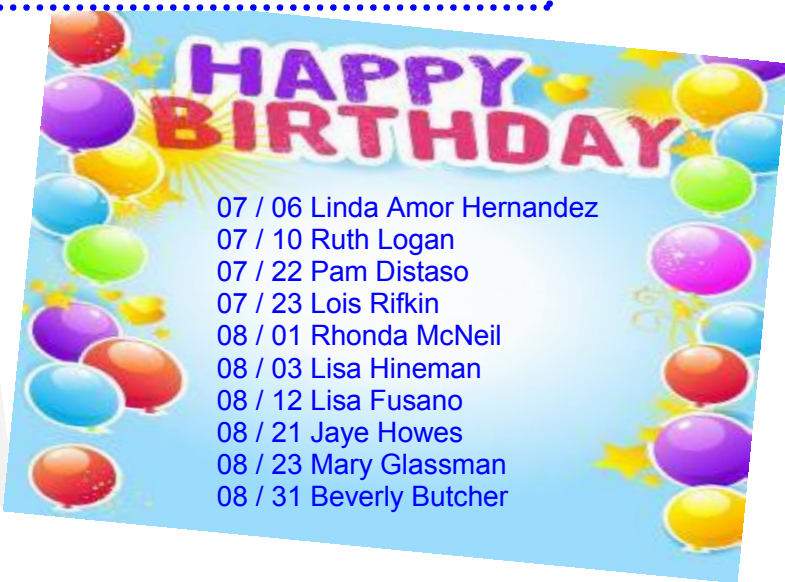 HAPPY
BIRTHDAY
07 / 06 Linda Amor Hernandez
07 / 10 Ruth Logan
07 / 22 Pam Distaso
07 / 23 Lois Rifkin
08 / 01 Rhonda McNeil
08 / 03 Lisa Hineman
08 / 12 Lisa Fusano
08 / 21 Jaye Howes
08 / 23 Mary Glassman
08 / 31 Beverly Butcher